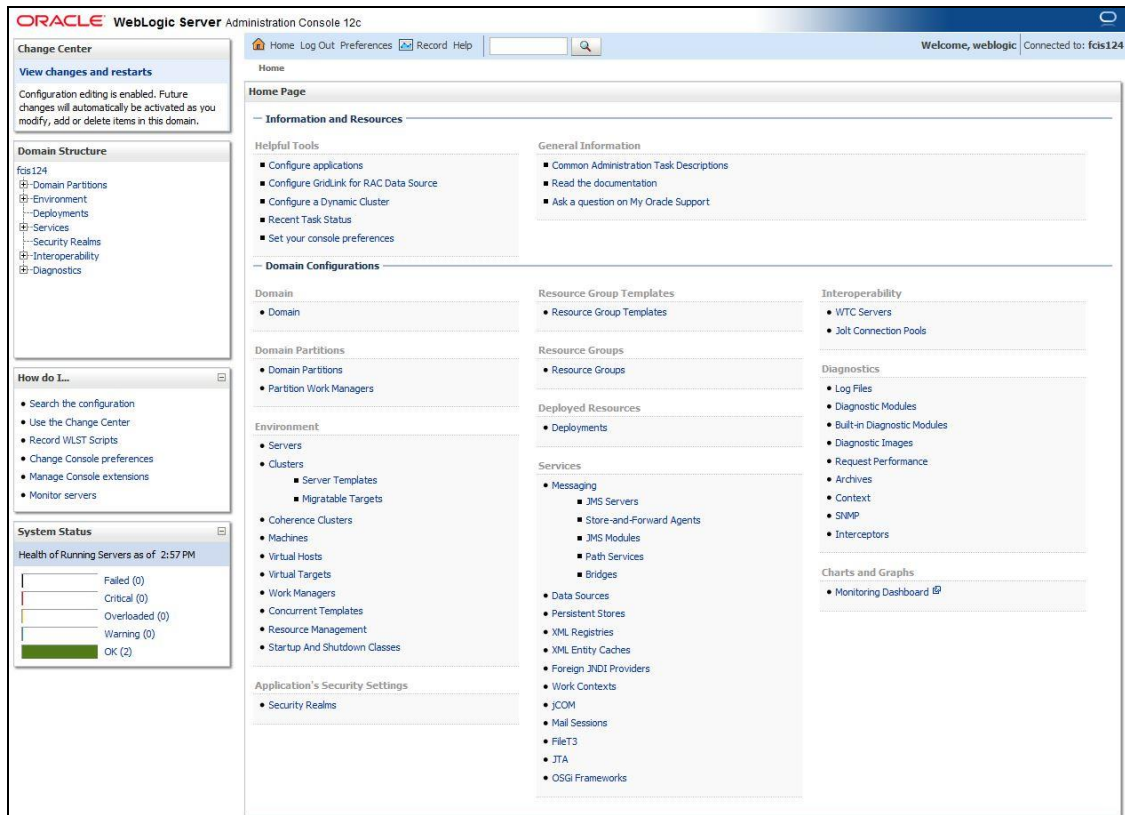 ORACLE WebLogic Server Administration Console 12c
Change Center
View changes and restarts
Configuration editing is enabled. Future
changes will automatically be activated as you
modify, add or delete items in this domain.
Domain Structure
fcis124
Domain Partitions
Environment
Deployments
Services
Security Realms
Interoperability
Diagnostics
How do I...
Search the configuration
Use the Change Center
Record WLST Scripts
Change Console preferences
Manage Console extensions
Monitor servers
System Status
Health of Running Servers as of 2:57 PM
Failed (0)
Critical (0)
Overloaded (0)
Warning (0)
OK (2)
Home Log Out Preferences Record Help
Welcome, weblogic Connected to: fcis124
Home
Home Page
Information and Resources
Helpful Tools
Configure applications
Configure GridLink for RAC Data Source
Configure a Dynamic Cluster
Recent Task Status
Set your console preferences
General Information
Common Administration Task Descriptions
Read the documentation
Ask a question on My Oracle Support
Domain Configurations
Domain
Domain
Domain Partitions
Domain Partitions
Partition Work Managers
Environment
Servers
Clusters
Server Templates
Migratable Targets
Coherence Clusters
Machines
Virtual Hosts
Virtual Targets
Work Managers
Concurrent Templates
Resource Management
Startup And Shutdown Classes
Application's Security Settings
Security Realms
Resource Group Templates
Resource Group Templates
Resource Groups
Resource Groups
Deployed Resources
Deployments
Services
Messaging
JMS Servers
Store-and-Forward Agents
JMS Modules
Path Services
Bridges
Data Sources
Persistent Stores
XML Registries
XML Entity Caches
Foreign JNDI Providers
Work Contexts
jCOM
Mail Sessions
FileT3
JTA
OSGi Frameworks
Interoperability
WTC Servers
Jolt Connection Pools
Diagnostics
Log Files
Diagnostic Modules
Built-in Diagnostic Modules
Diagnostic Images
Request Performance
Archives
Context
SNMP
Interceptors
Charts and Graphs
Monitoring Dashboard